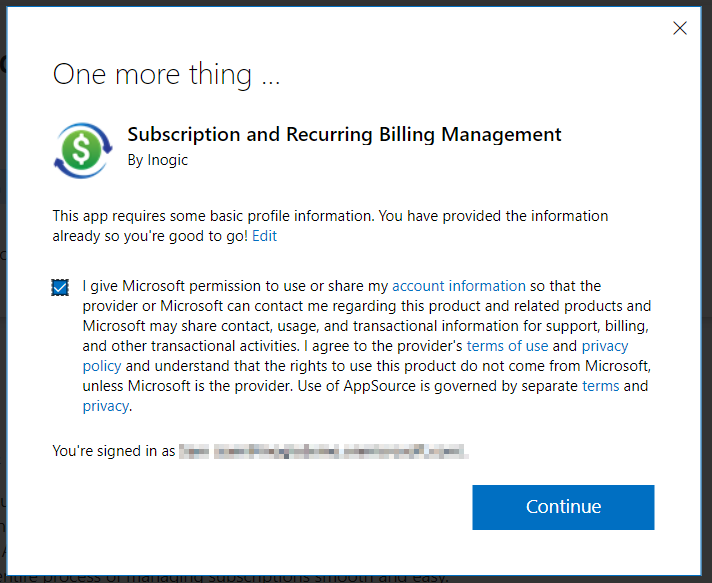 One more thing ...
$
Subscription and Recurring Billing Management
By Inogic
This app requires some basic profile information. You have provided the information
already so you're good to go! Edit
I give Microsoft permission to use or share my account information so that the
provider or Microsoft can contact me regarding this product and related products and
Microsoft may share contact, usage, and transactional information for support, billing,
and other transactional activities. I agree to the provider's terms of use and privacy
policy and understand that the rights to use this product do not come from Microsoft,
unless Microsoft is the provider. Use of AppSource is governed by separate terms and
privacy.
You're signed in as
Continue
entire process of managing subscriptions smooth and easy.